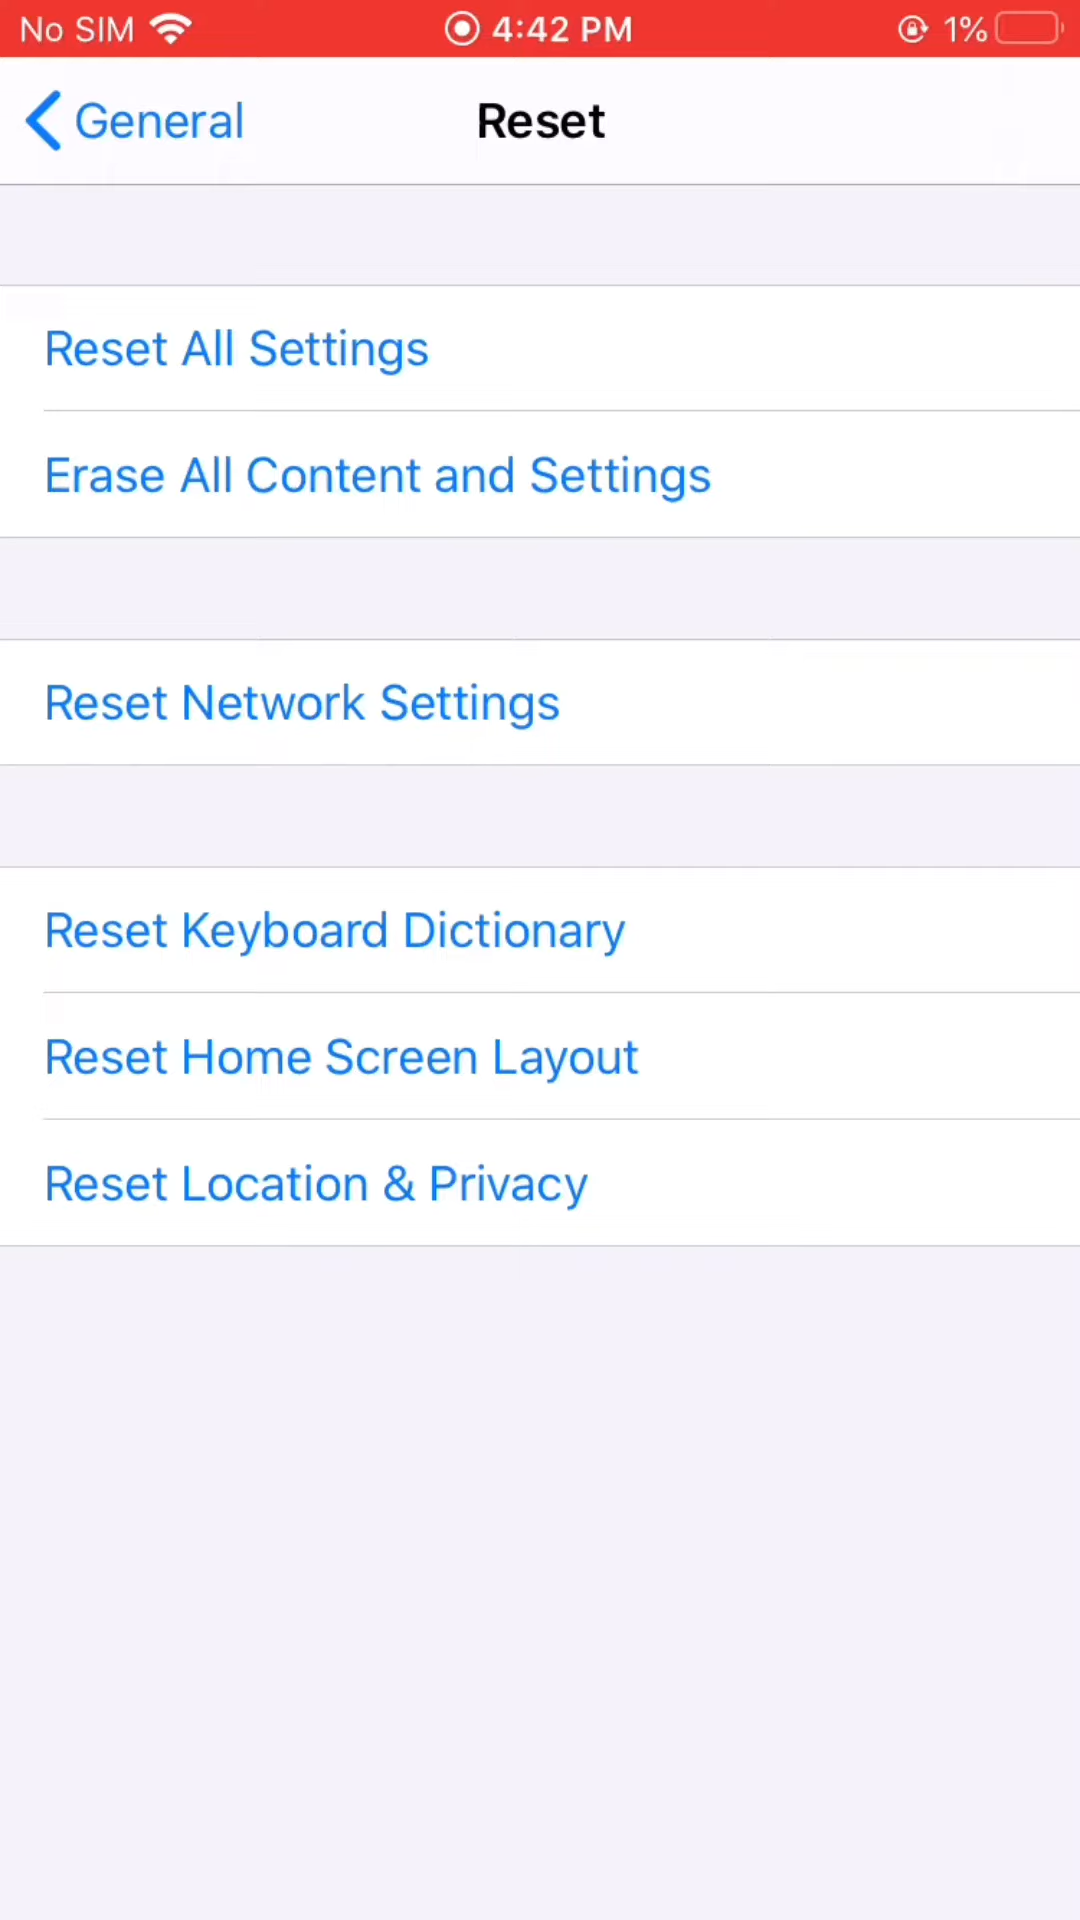 No SIM 4:42 PM 1%
General Reset
Reset All Settings
Erase All Content and Settings
Reset Network Settings
Reset Keyboard Dictionary
Reset Home Screen Layout
Reset Location & Privacy